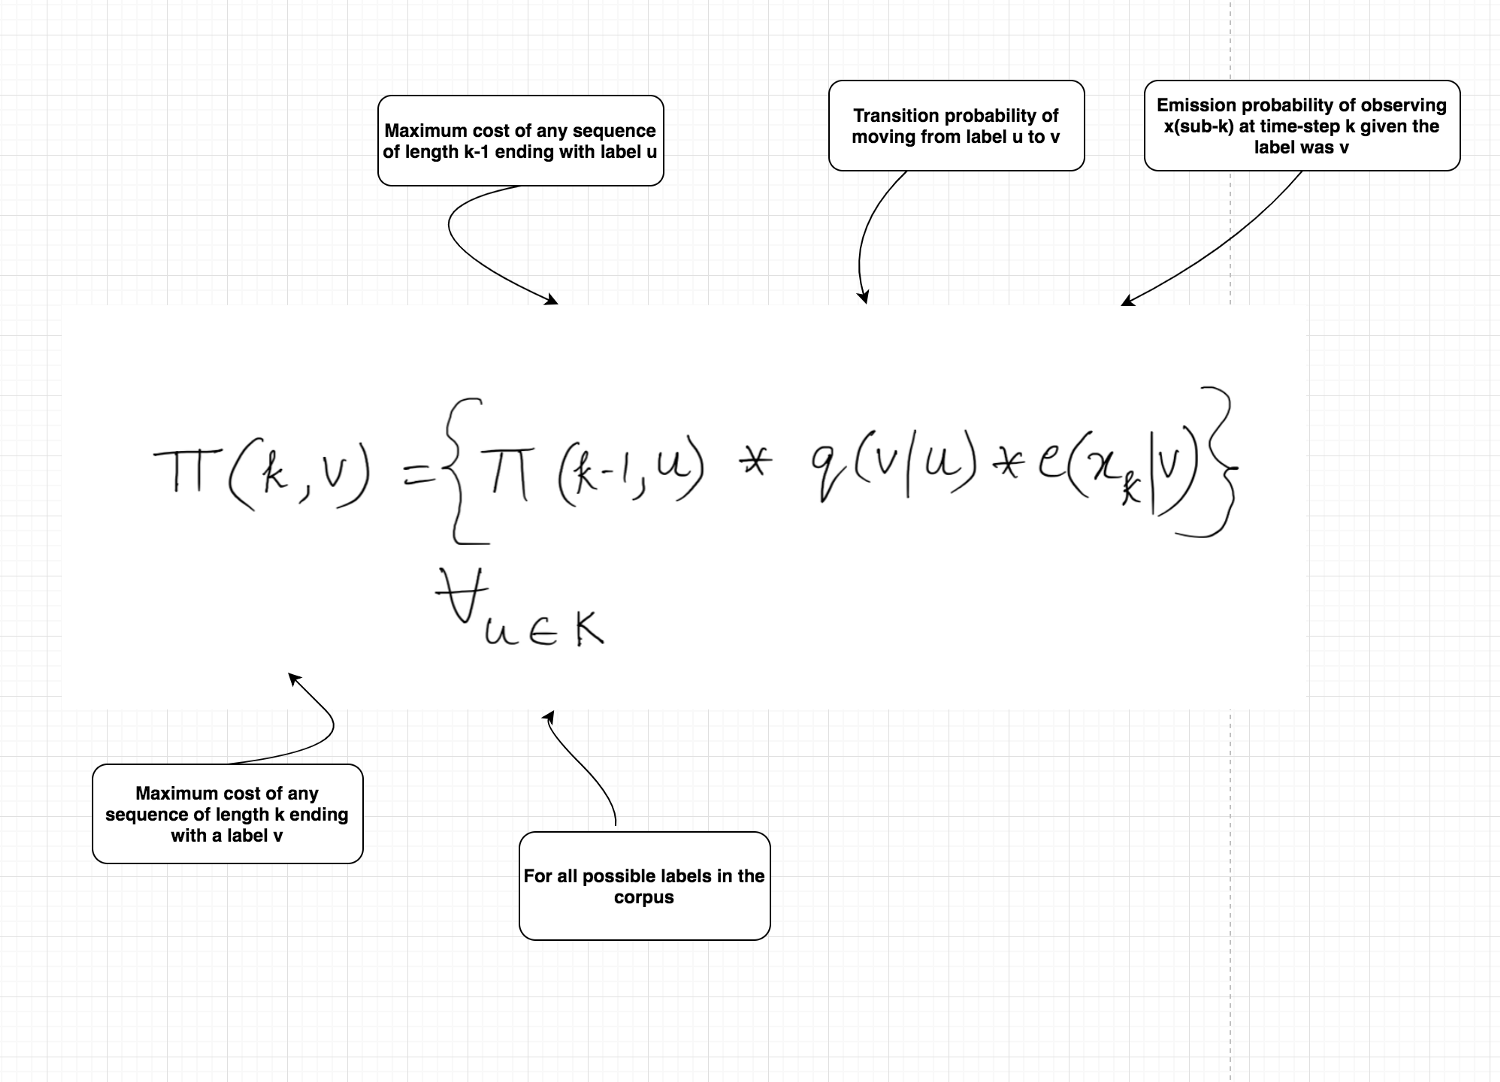 Maximum cost of any sequence
of length k-1 ending with label u
Transition probability of
moving from label u to v
Emission probability of observing
x(sub-k) at time-step k given the
label was v
π(k,v) = {π(k-1,u) * q(v|u) * e(x_k|v)}
∀_{u∈K}
Maximum cost of any
sequence of length k ending
with a label v
For all possible labels in the
corpus